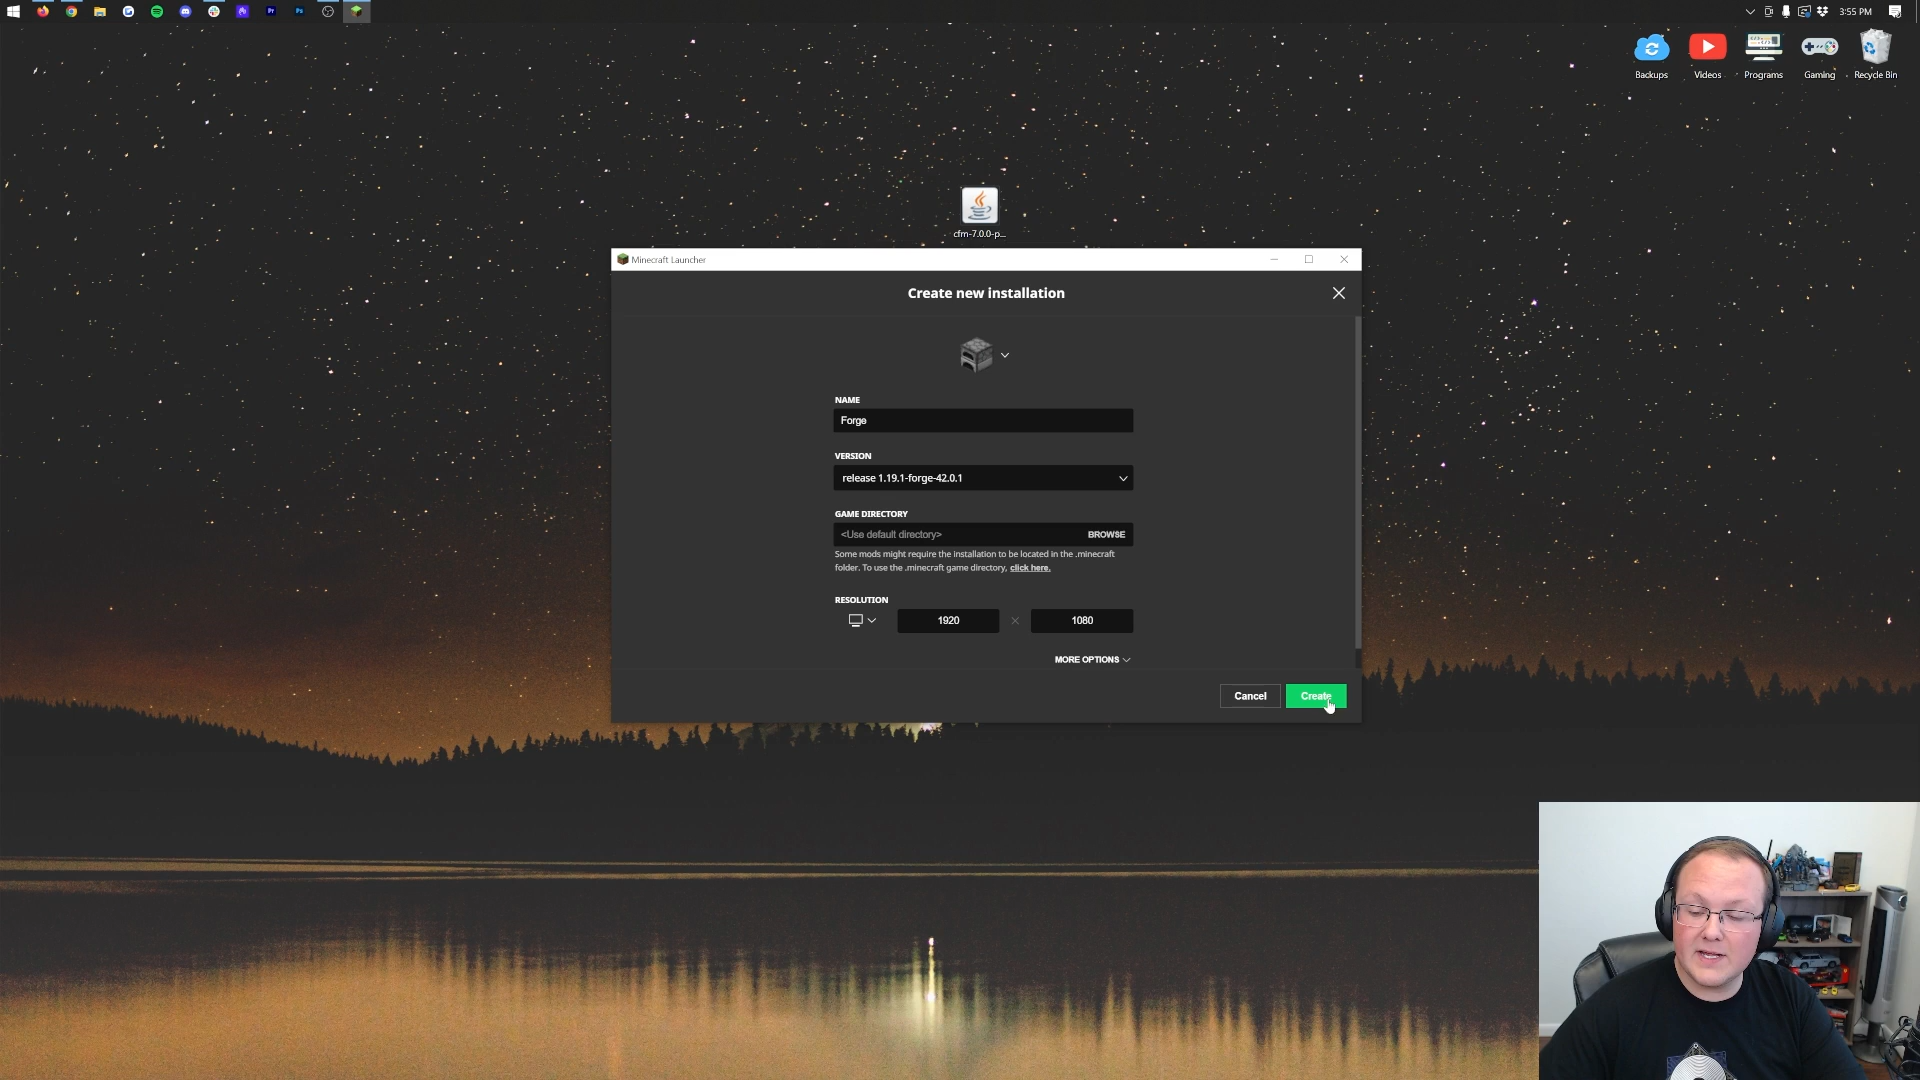 3:55 PM
Backups
Videos
Programs
Gaming
Recycle Bin
cfm-7.0.0-p...
Minecraft Launcher
Create new installation
NAME
Forge
VERSION
release 1.19.1-forge-42.0.1
GAME DIRECTORY
<Use default directory>
BROWSE
Some mods might require the installation to be located in the .minecraft
folder. To use the .minecraft game directory, click here.
RESOLUTION
1920
1080
MORE OPTIONS
Cancel
Create